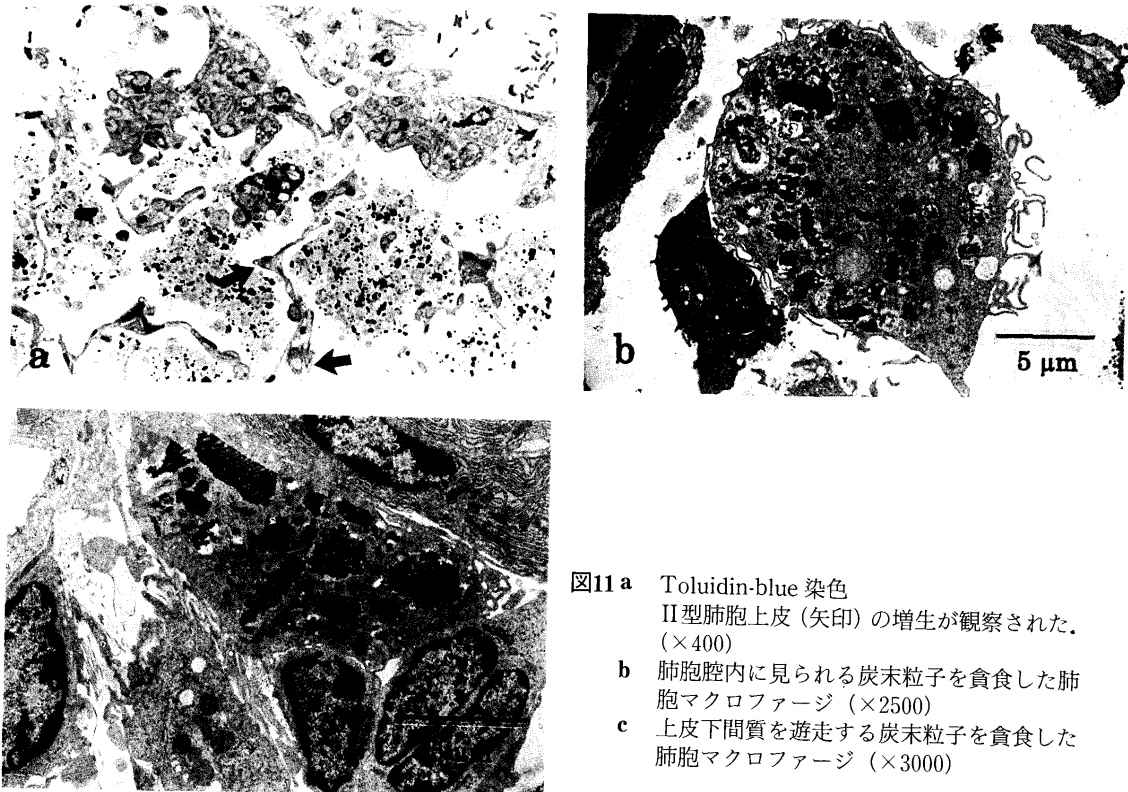 a
b
5 μm
図11 a Toluidin-blue 染色
II型肺胞上皮（矢印）の増生が観察された．
（×400）
b 肺胞腔内に見られる炭末粒子を貪食した肺
胞マクロファージ（×2500）
c 上皮下間質を遊走する炭末粒子を貪食した
肺胞マクロファージ（×3000）